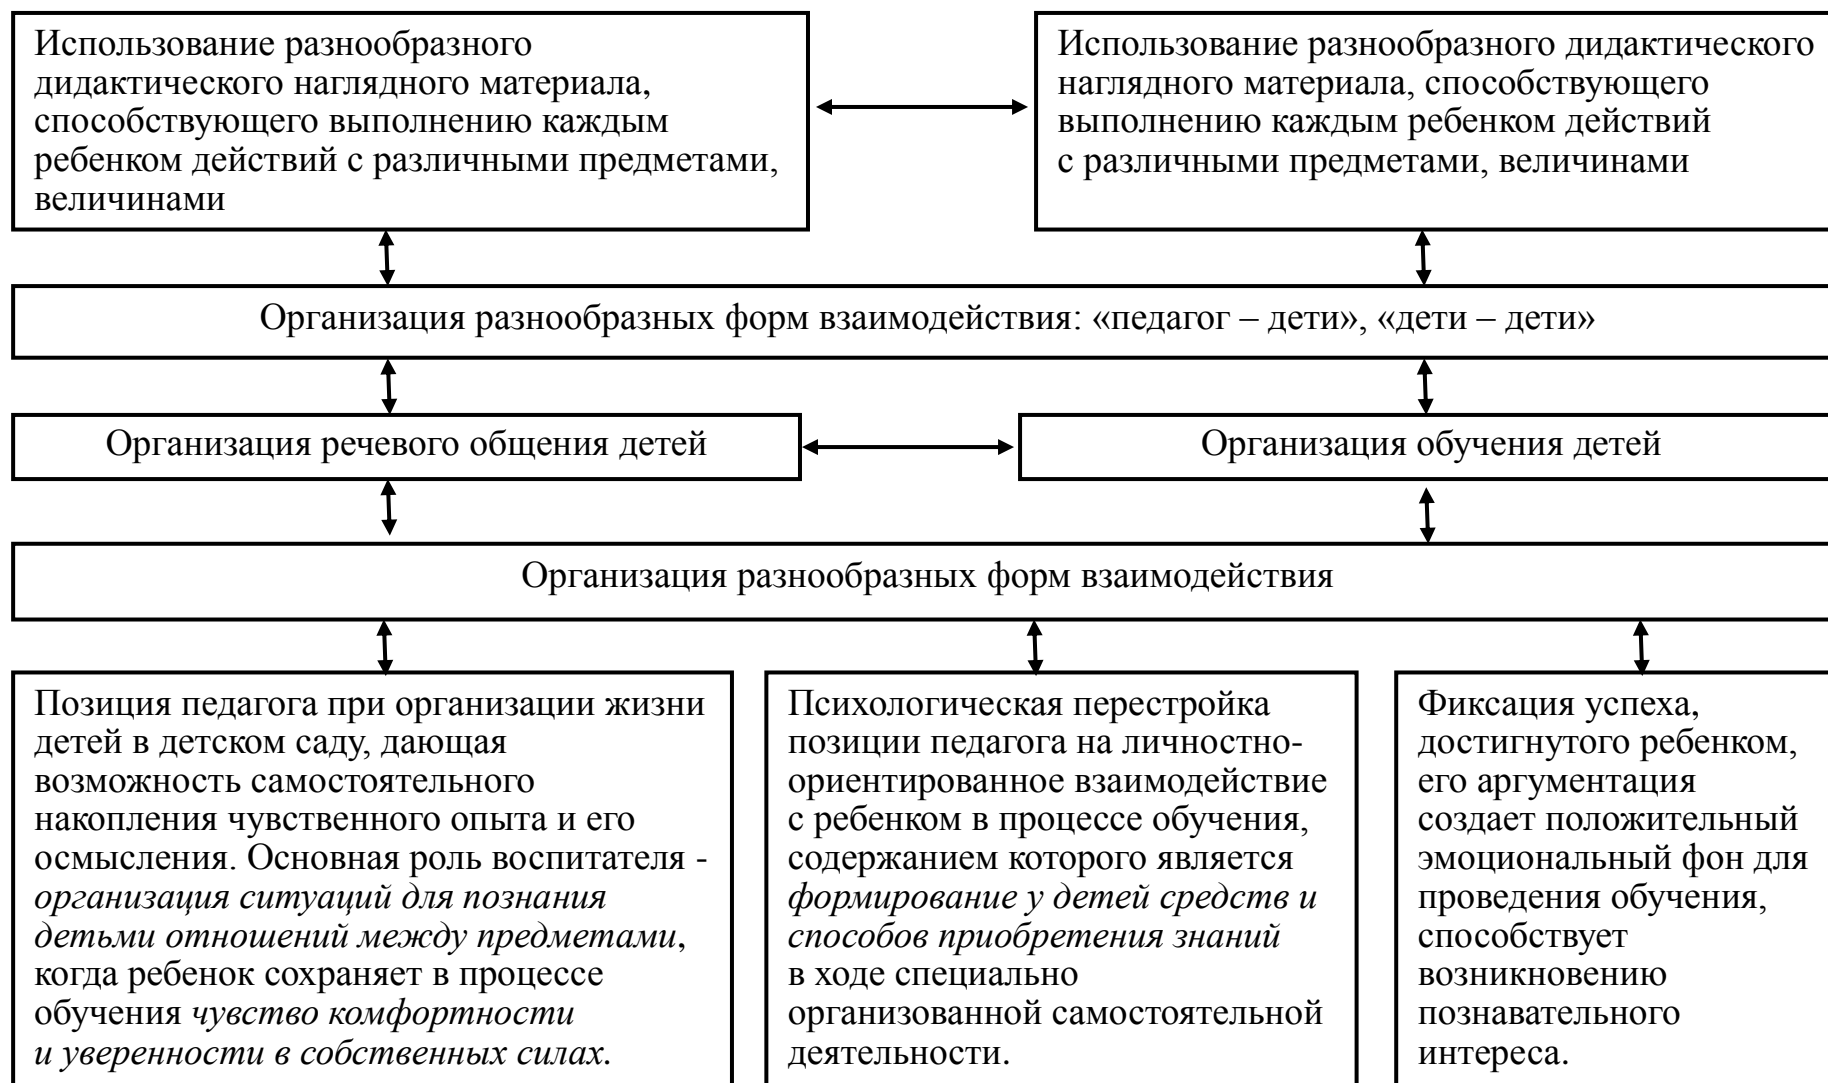 Использование разнообразного
дидактического наглядного материала,
способствующего выполнению каждым
ребенком действий с различными предметами,
величинами
Использование разнообразного дидактического
наглядного материала, способствующего
выполнению каждым ребенком действий
с различными предметами, величинами
Организация разнообразных форм взаимодействия: «педагог – дети», «дети – дети»
Организация речевого общения детей
Организация обучения детей
Организация разнообразных форм взаимодействия
Позиция педагога при организации жизни
детей в детском саду, дающая
возможность самостоятельного
накопления чувственного опыта и его
осмысления. Основная роль воспитателя -
организация ситуаций для познания
детьми отношений между предметами,
когда ребенок сохраняет в процессе
обучения чувство комфортности
и уверенности в собственных силах.
Психологическая перестройка
позиции педагога на личностно-
ориентированное взаимодействие
с ребенком в процессе обучения,
содержанием которого является
формирование у детей средств и
способов приобретения знаний
в ходе специально
организованной самостоятельной
деятельности.
Фиксация успеха,
достигнутого ребенком,
его аргументация
создает положительный
эмоциональный фон для
проведения обучения,
способствует
возникновению
познавательного
интереса.